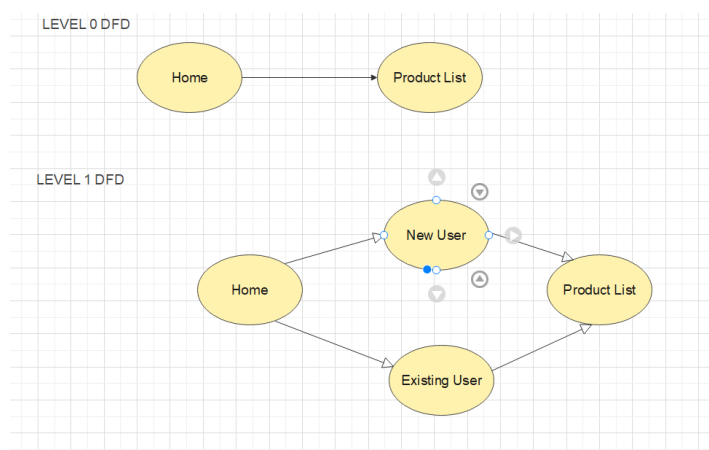 LEVEL 0 DFD
Home
Product List
LEVEL 1 DFD
New User
Home
Product List
Existing User